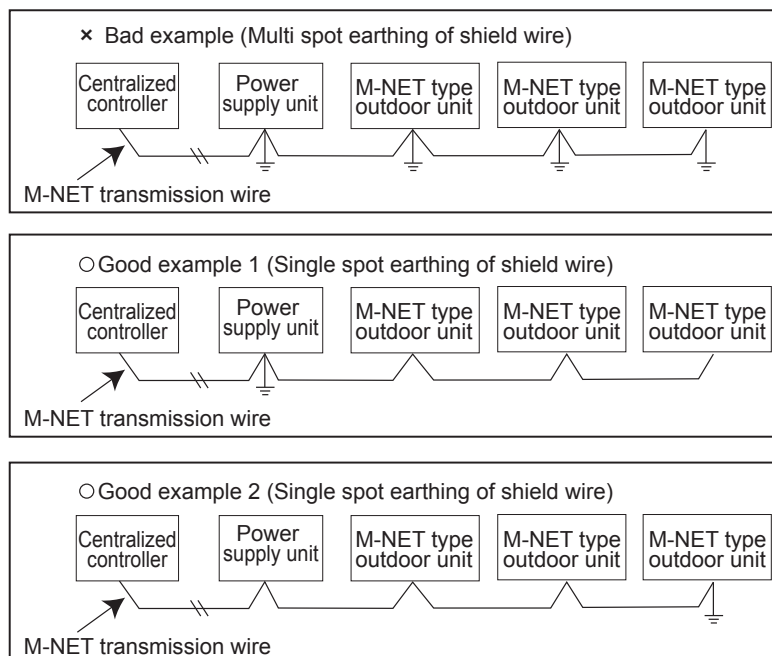 × Bad example (Multi spot earthing of shield wire)
Centralized
controller
Power
supply unit
M-NET type
outdoor unit
M-NET type
outdoor unit
M-NET type
outdoor unit
M-NET transmission wire
○Good example 1 (Single spot earthing of shield wire)
Centralized
controller
Power
supply unit
M-NET type
outdoor unit
M-NET type
outdoor unit
M-NET type
outdoor unit
M-NET transmission wire
○Good example 2 (Single spot earthing of shield wire)
Centralized
controller
Power
supply unit
M-NET type
outdoor unit
M-NET type
outdoor unit
M-NET type
outdoor unit
M-NET transmission wire